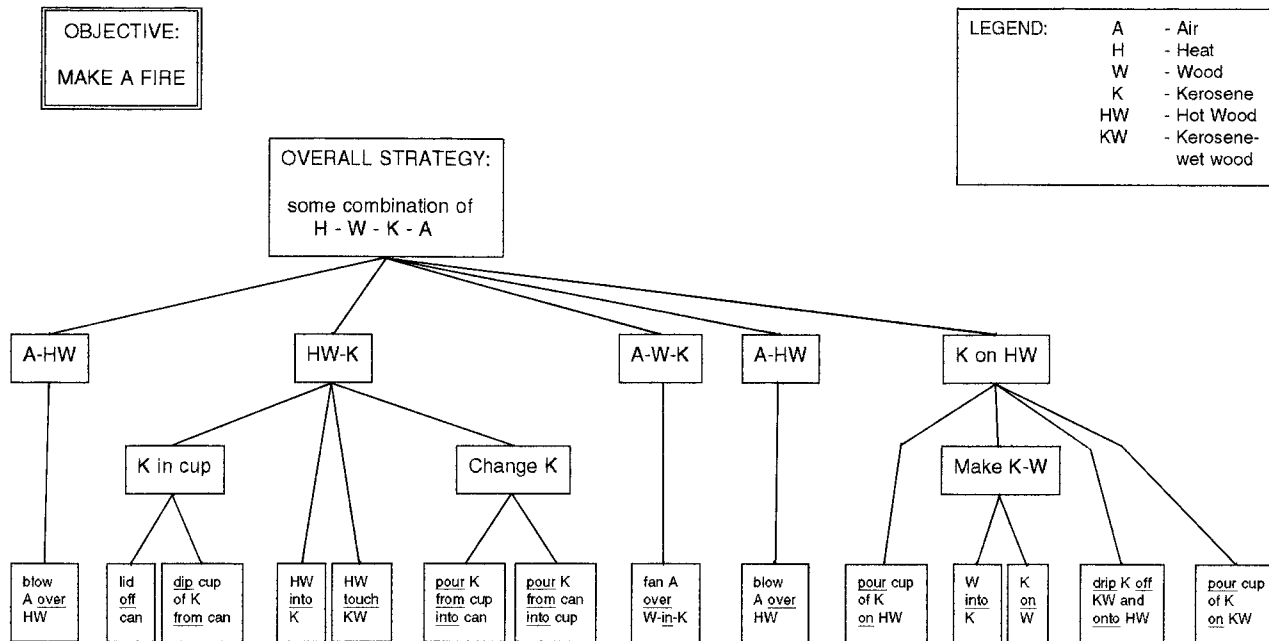 OBJECTIVE:
MAKE A FIRE
LEGEND:
A - Air
H - Heat
W - Wood
K - Kerosene
HW - Hot Wood
KW - Kerosene-
wet wood
OVERALL STRATEGY:
some combination of
H - W - K - A
A-HW
HW-K
A-W-K
A-HW
K on HW
K in cup
Change K
Make K-W
blow
A over
HW
lid
off
can
dip cup
of K
from can
HW
into
K
HW
touch
KW
pour K
from cup
into can
pour K
from can
into cup
fan A
over
W-in-K
blow
A over
HW
pour cup
of K
on HW
W
into
K
K
on
W
drip K off
KW and
onto HW
pour cup
of K
on KW